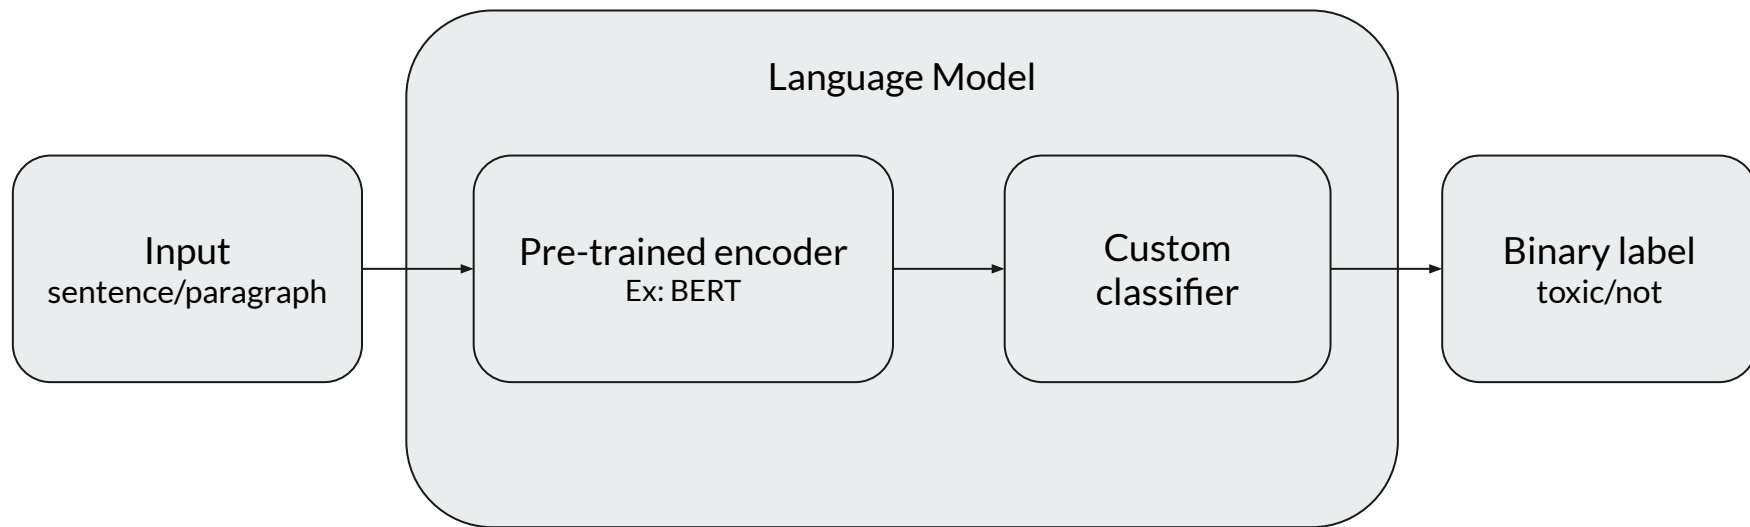 Language Model
Input
sentence/paragraph
Pre-trained encoder
Ex: BERT
Custom
classifier
Binary label
toxic/not